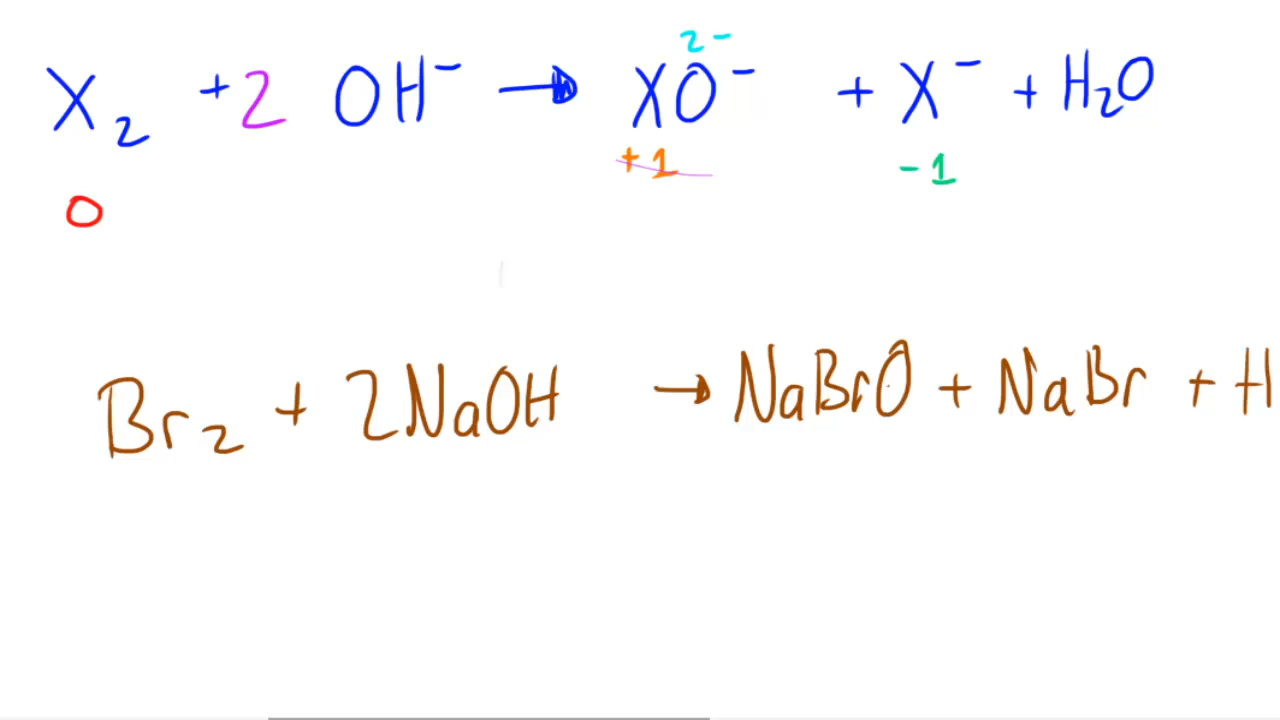 2-
X₂ + 2 OH⁻ → XO⁻ + X⁻ + H₂O
+1 -1
0
Br₂ + 2NaOH → NaBrO + NaBr + H